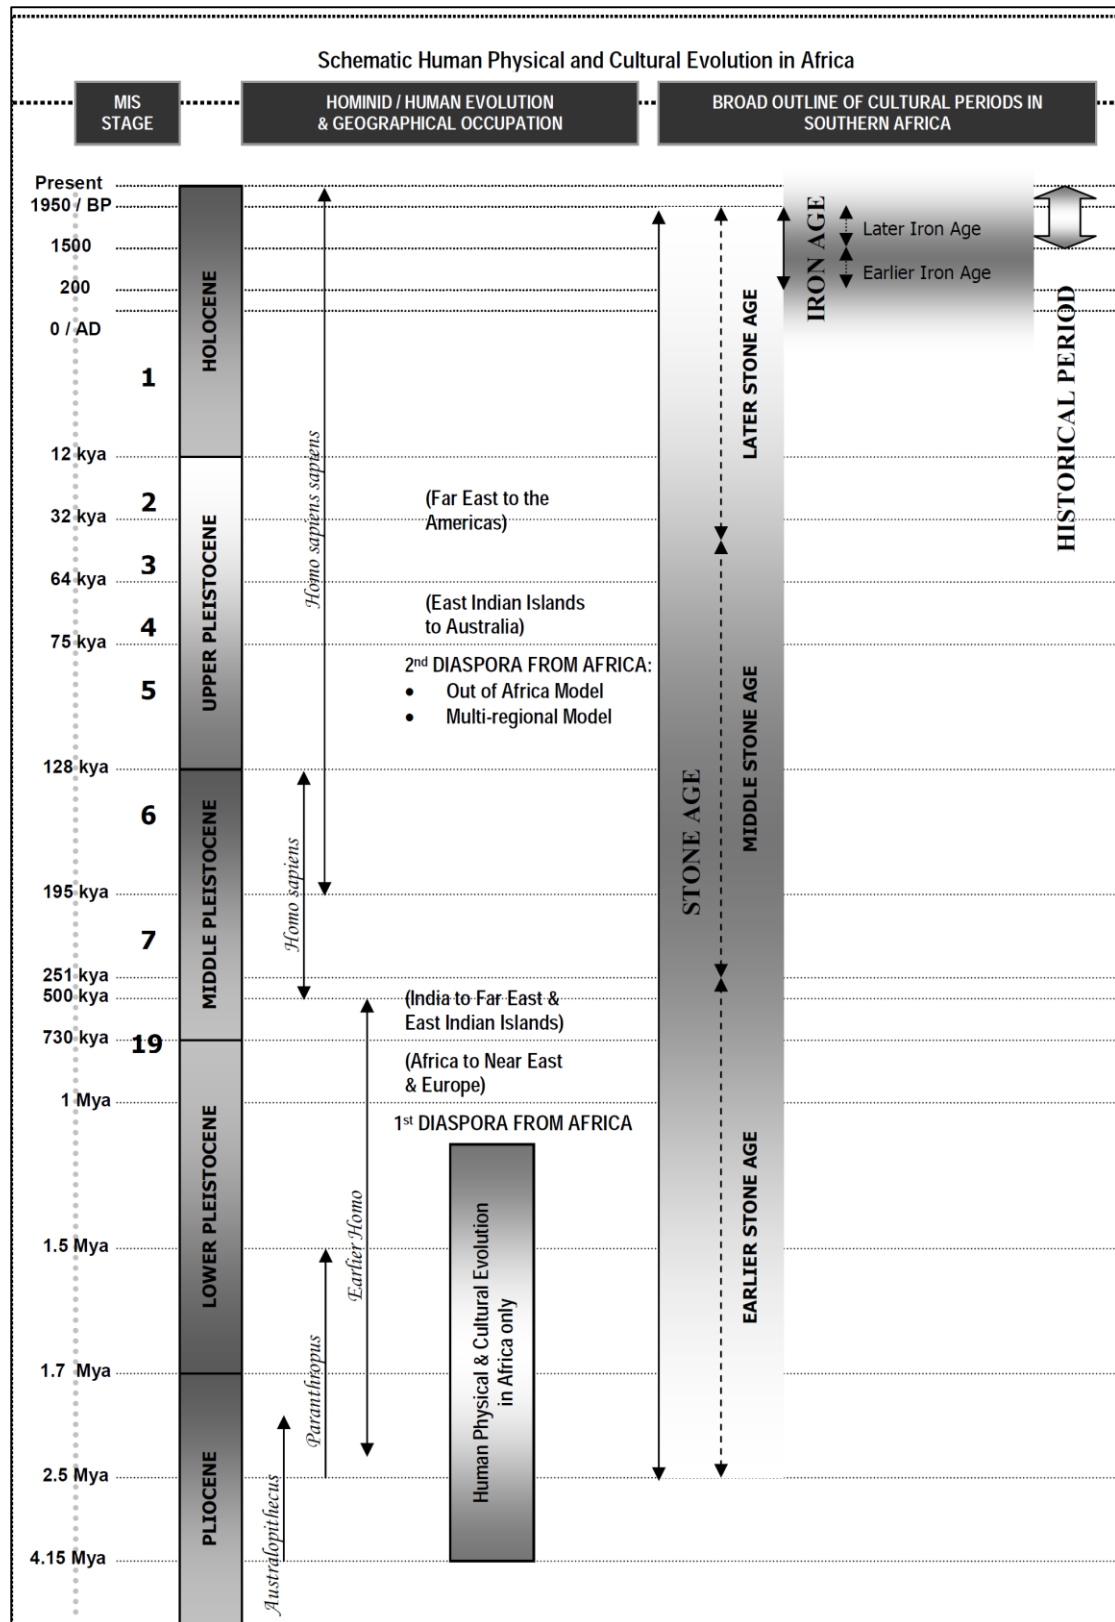 Schematic Human Physical and Cultural Evolution in Africa
MIS
STAGE
HOMINID / HUMAN EVOLUTION
& GEOGRAPHICAL OCCUPATION
BROAD OUTLINE OF CULTURAL PERIODS IN
SOUTHERN AFRICA
Present
1950 / BP
1500
200
0 / AD
12 kya
32 kya
64 kya
75 kya
128 kya
195 kya
251 kya
500 kya
730 kya
1 Mya
1.5 Mya
1.7 Mya
2.5 Mya
4.15 Mya
1
2
3
4
5
6
7
19
HOLOCENE
UPPER PLEISTOCENE
MIDDLE PLEISTOCENE
LOWER PLEISTOCENE
PLIOCENE
Homo sapiens sapiens
Homo sapiens
Earlier Homo
Paranthropus
Australopithecus
(Far East to the
Americas)
(East Indian Islands
to Australia)
2nd DIASPORA FROM AFRICA:
• Out of Africa Model
• Multi-regional Model
(India to Far East &
East Indian Islands)
(Africa to Near East
& Europe)
1st DIASPORA FROM AFRICA
Human Physical & Cultural Evolution
in Africa only
STONE AGE
LATER STONE AGE
MIDDLE STONE AGE
EARLIER STONE AGE
IRON AGE
Later Iron Age
Earlier Iron Age
HISTORICAL PERIOD